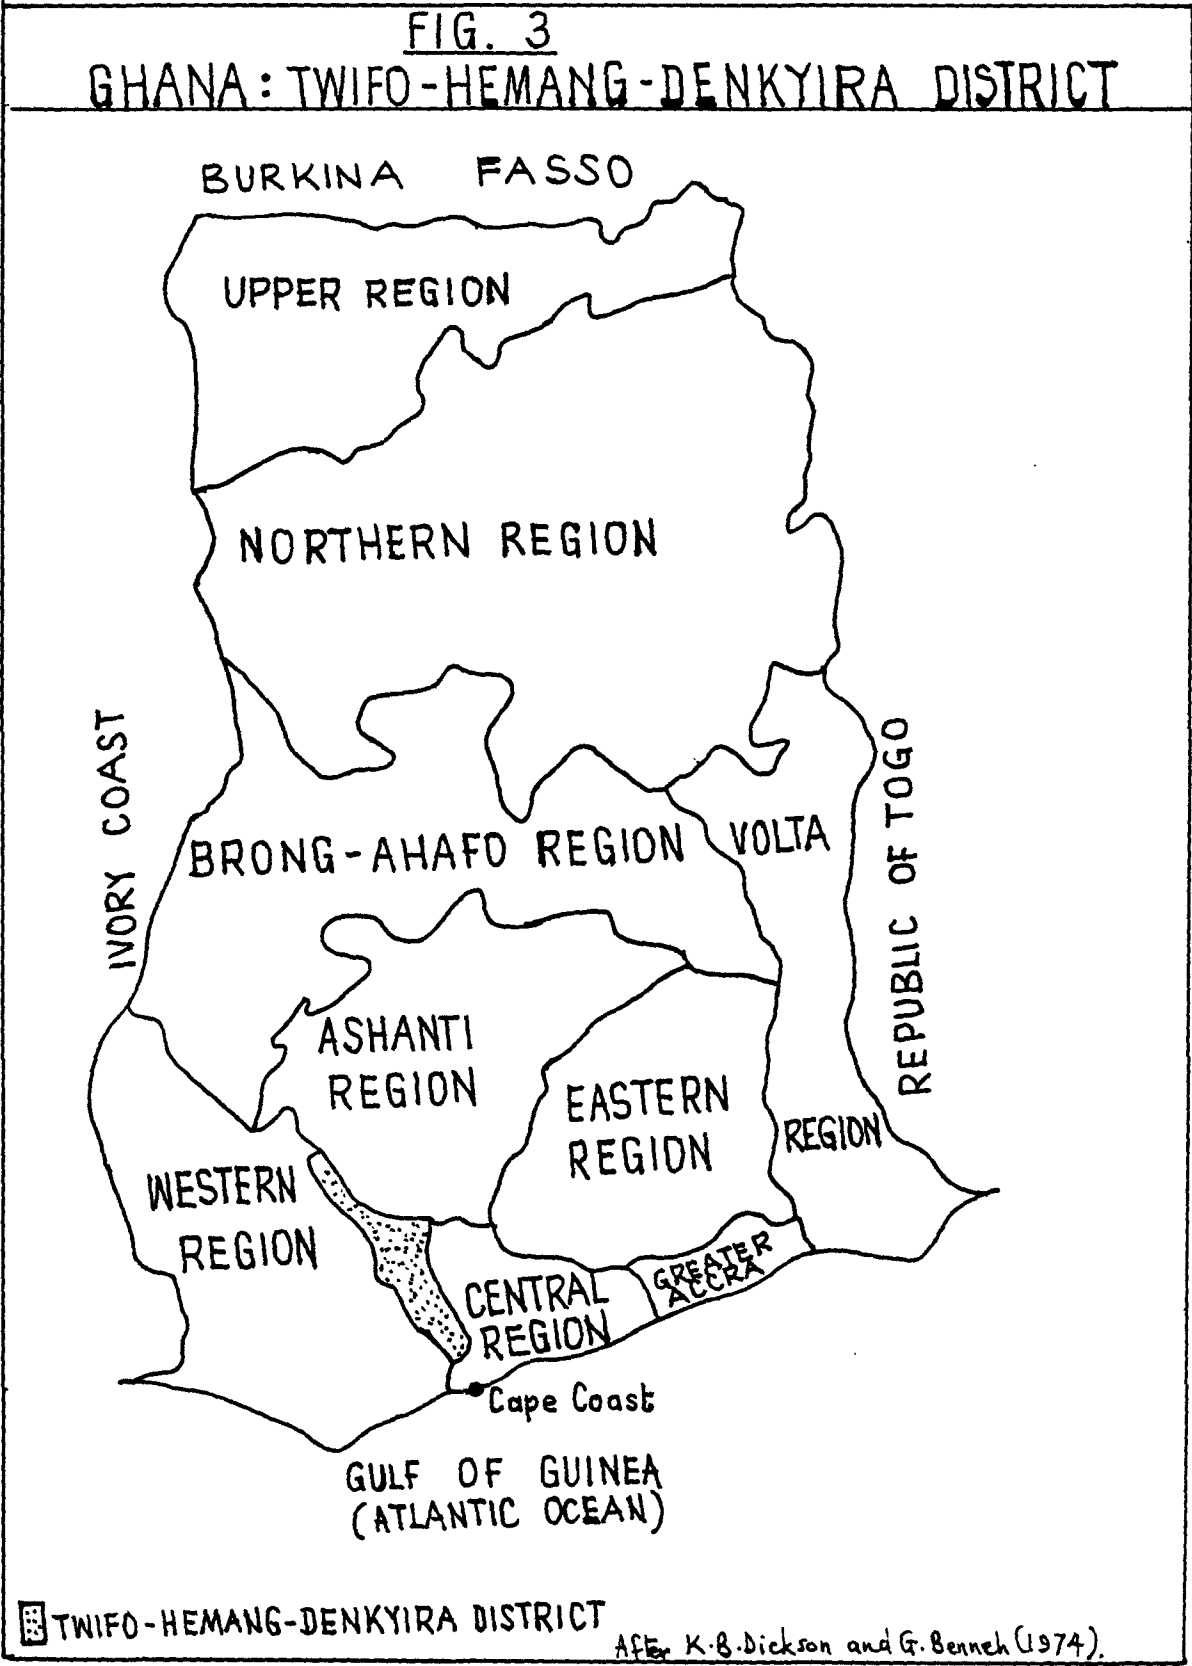 FIG. 3
GHANA: TWIFO-HEMANG-DENKYIRA DISTRICT
BURKINA FASSO
UPPER REGION
NORTHERN REGION
IVORY COAST
REPUBLIC OF TOGO
BRONG-AHAFO REGION
VOLTA
REGION
ASHANTI
REGION
EASTERN
REGION
WESTERN
REGION
CENTRAL
REGION
GREATER
ACCRA
Cape Coast
GULF OF GUINEA
(ATLANTIC OCEAN)
TWIFO-HEMANG-DENKYIRA DISTRICT
After K.B.Dickson and G.Benneh (1974).